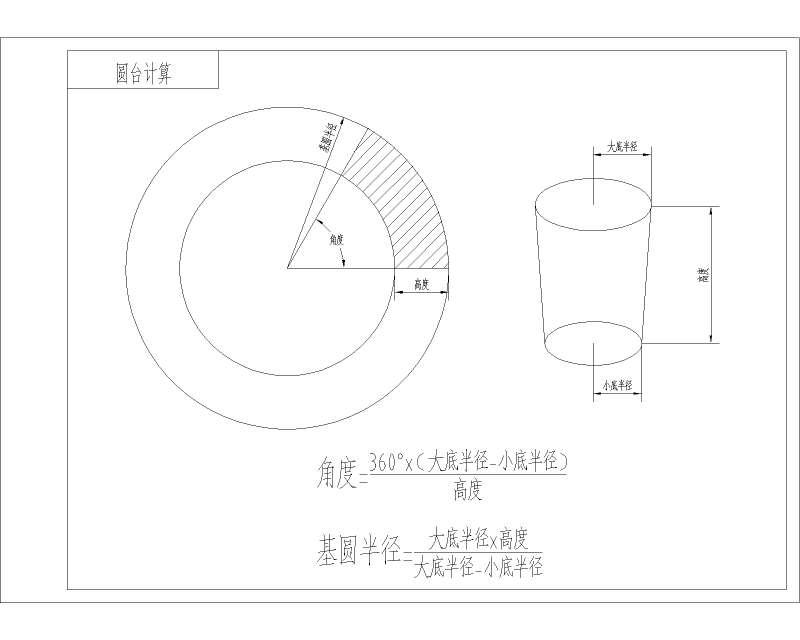 圆台计算
基圆半径
大底半径
角度
高度
高度
小底半径
角度=360°x(大底半径-小底半径)
高度
基圆半径=大底半径x高度
大底半径-小底半径